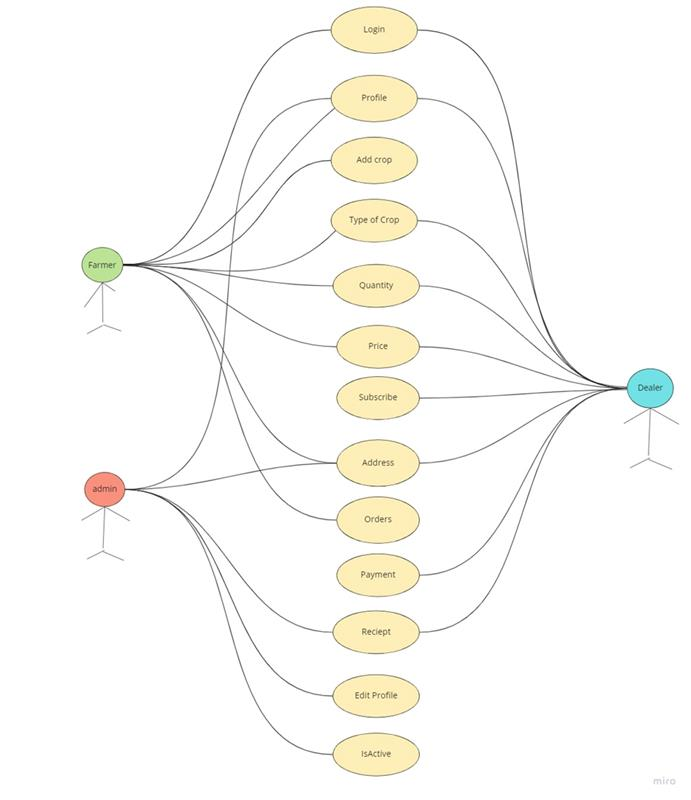 Login
Profile
Add crop
Type of Crop
Farmer
Quantity
Price
Dealer
Subscribe
Address
admin
Orders
Payment
Reciept
Edit Profile
IsActive
miro